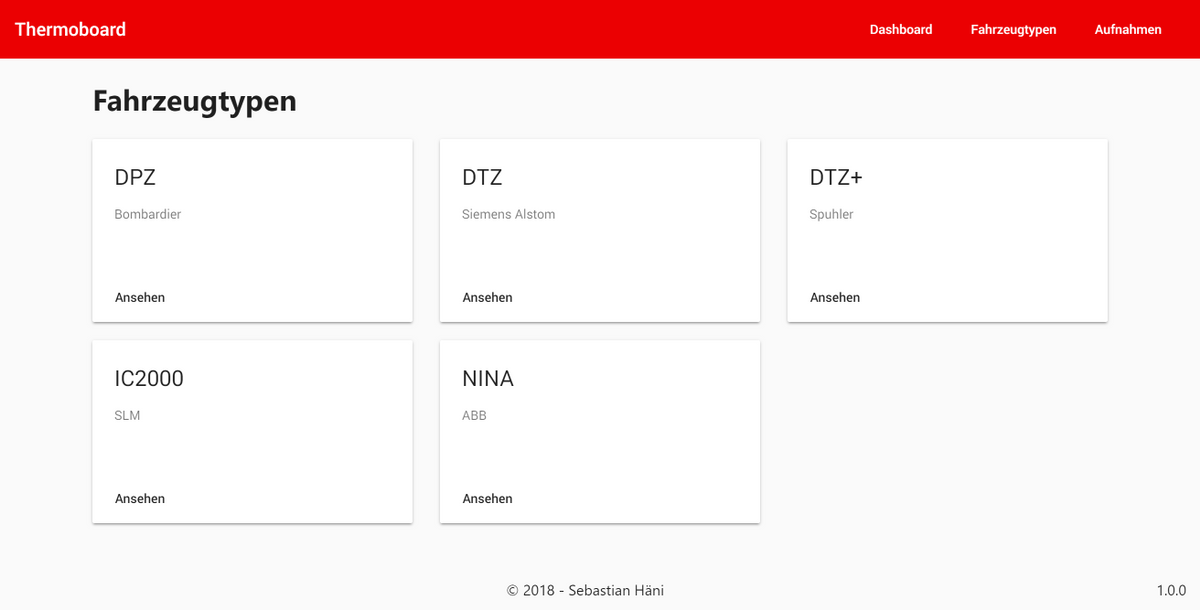 Thermoboard
Dashboard Fahrzeugtypen Aufnahmen
Fahrzeugtypen
DPZ
Bombardier
Ansehen
DTZ
Siemens Alstom
Ansehen
DTZ+
Spuhler
Ansehen
IC2000
SLM
Ansehen
NINA
ABB
Ansehen
© 2018 - Sebastian Häni
1.0.0